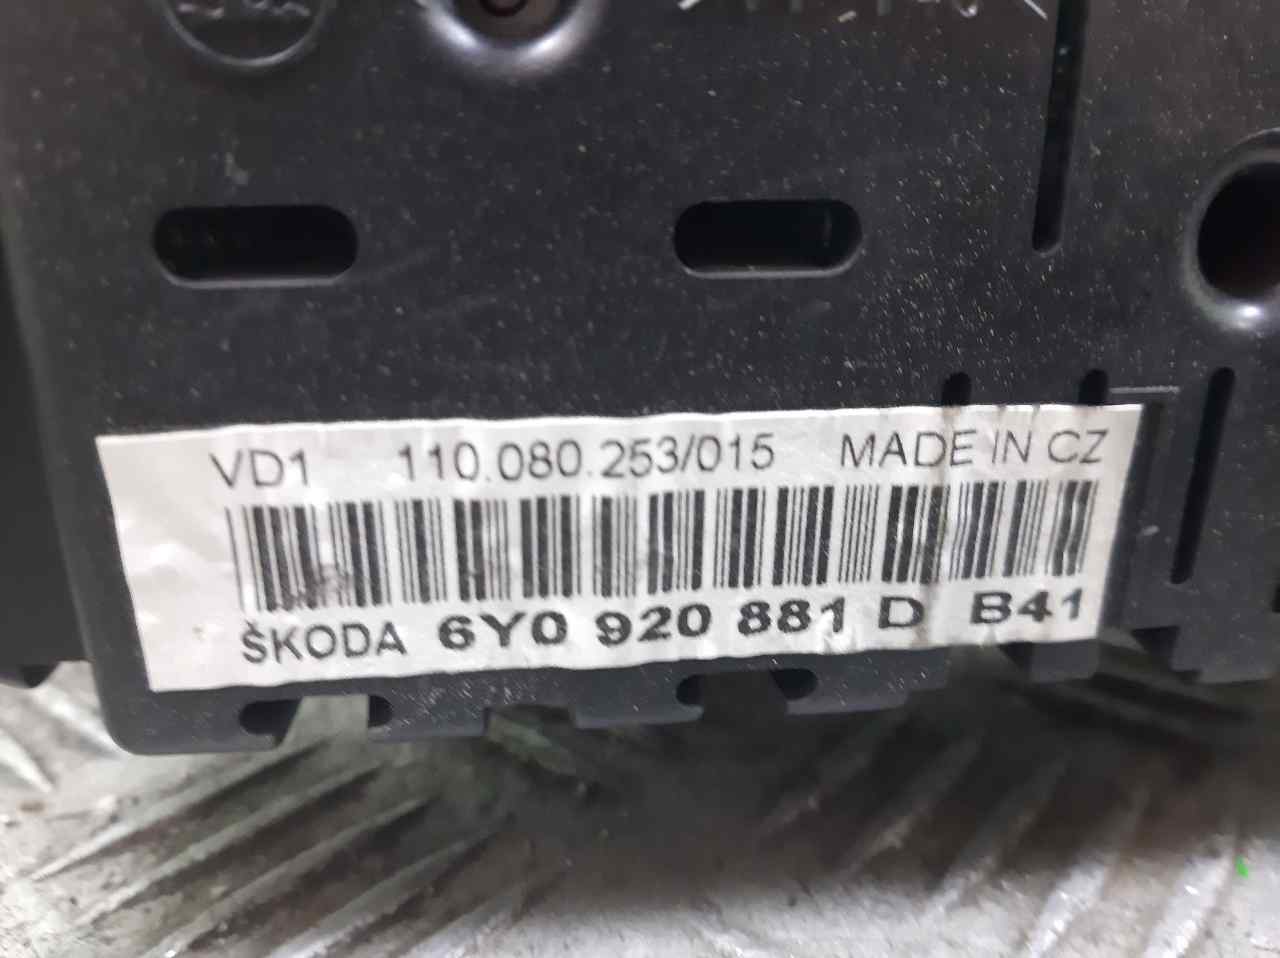 VD1 110.080.253/015 MADE IN CZ
ŠKODA 6Y0 920 881 D B41